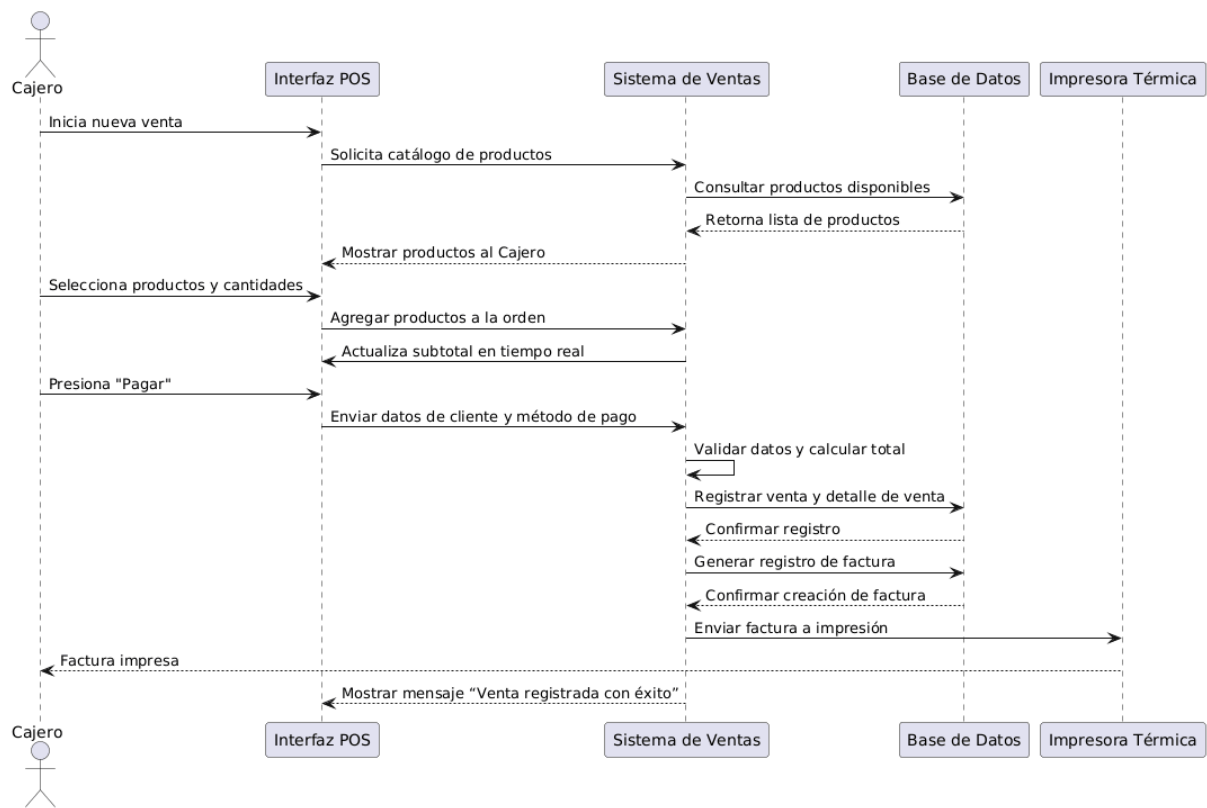 Cajero
Interfaz POS
Sistema de Ventas
Base de Datos
Impresora Térmica
Inicia nueva venta
Solicita catálogo de productos
Consultar productos disponibles
Retorna lista de productos
Mostrar productos al Cajero
Selecciona productos y cantidades
Agregar productos a la orden
Actualiza subtotal en tiempo real
Presiona "Pagar"
Enviar datos de cliente y método de pago
Validar datos y calcular total
Registrar venta y detalle de venta
Confirmar registro
Generar registro de factura
Confirmar creación de factura
Enviar factura a impresión
Factura impresa
Mostrar mensaje “Venta registrada con éxito”
Cajero
Interfaz POS
Sistema de Ventas
Base de Datos
Impresora Térmica